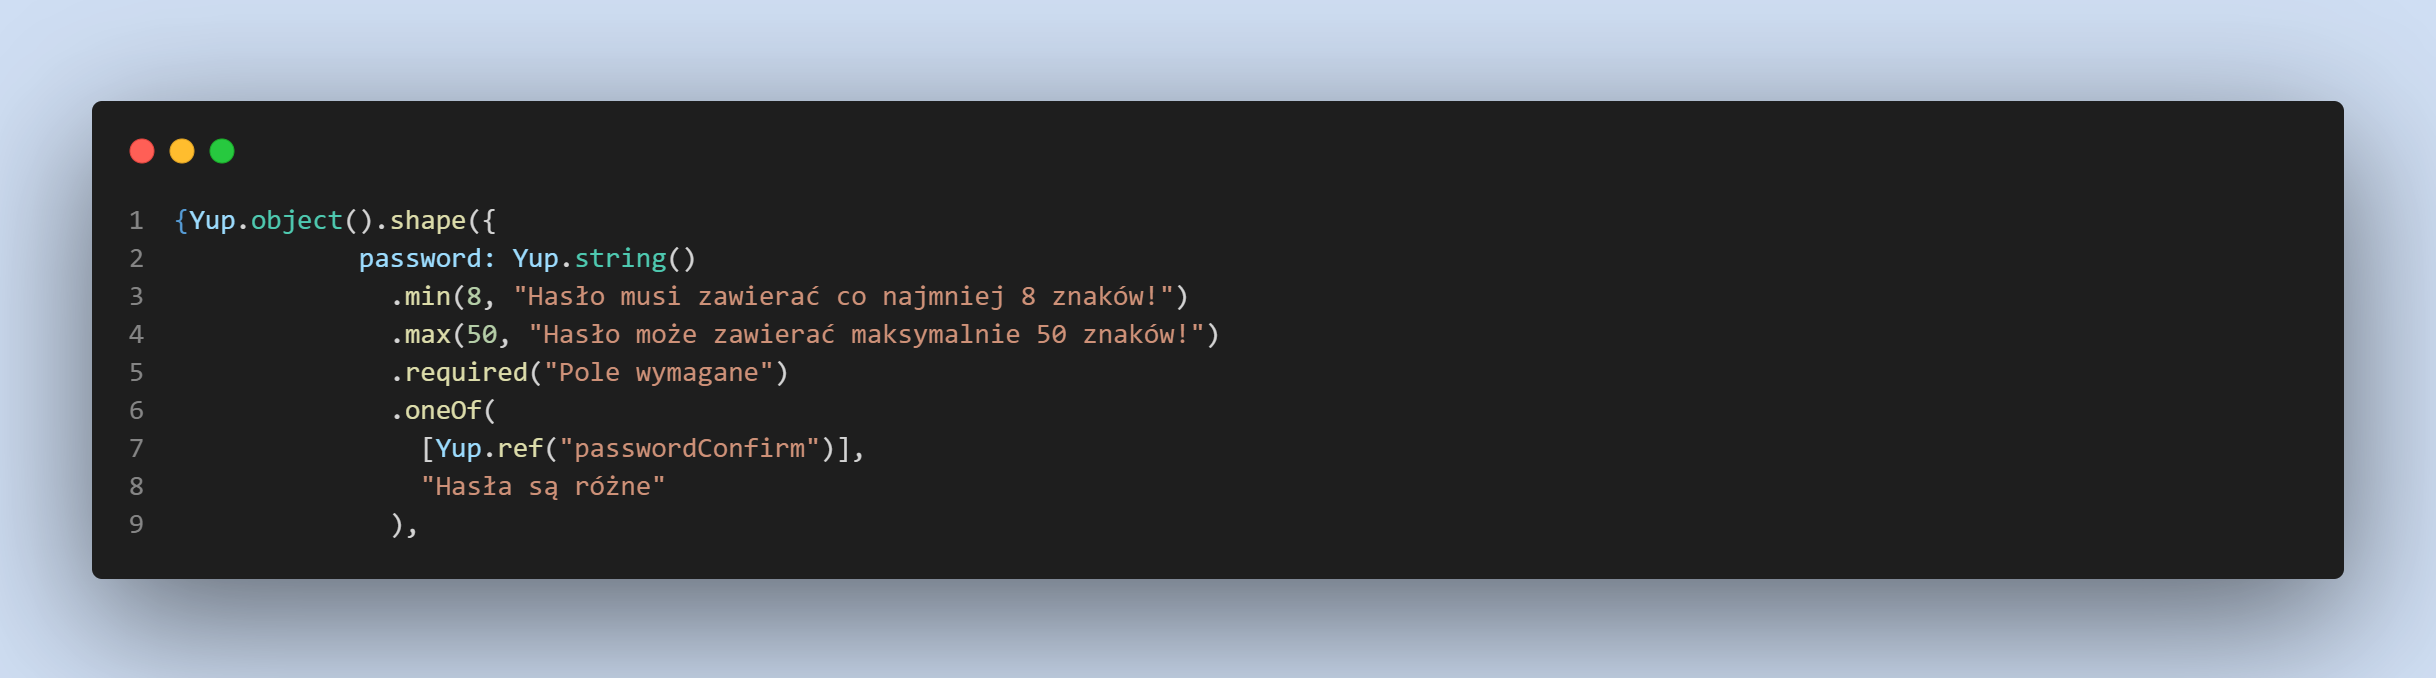 1 {Yup.object().shape({
2             password: Yup.string()
3               .min(8, "Hasło musi zawierać co najmniej 8 znaków!")
4               .max(50, "Hasło może zawierać maksymalnie 50 znaków!")
5               .required("Pole wymagane")
6               .oneOf(
7                 [Yup.ref("passwordConfirm")],
8                 "Hasła są różne"
9               ),